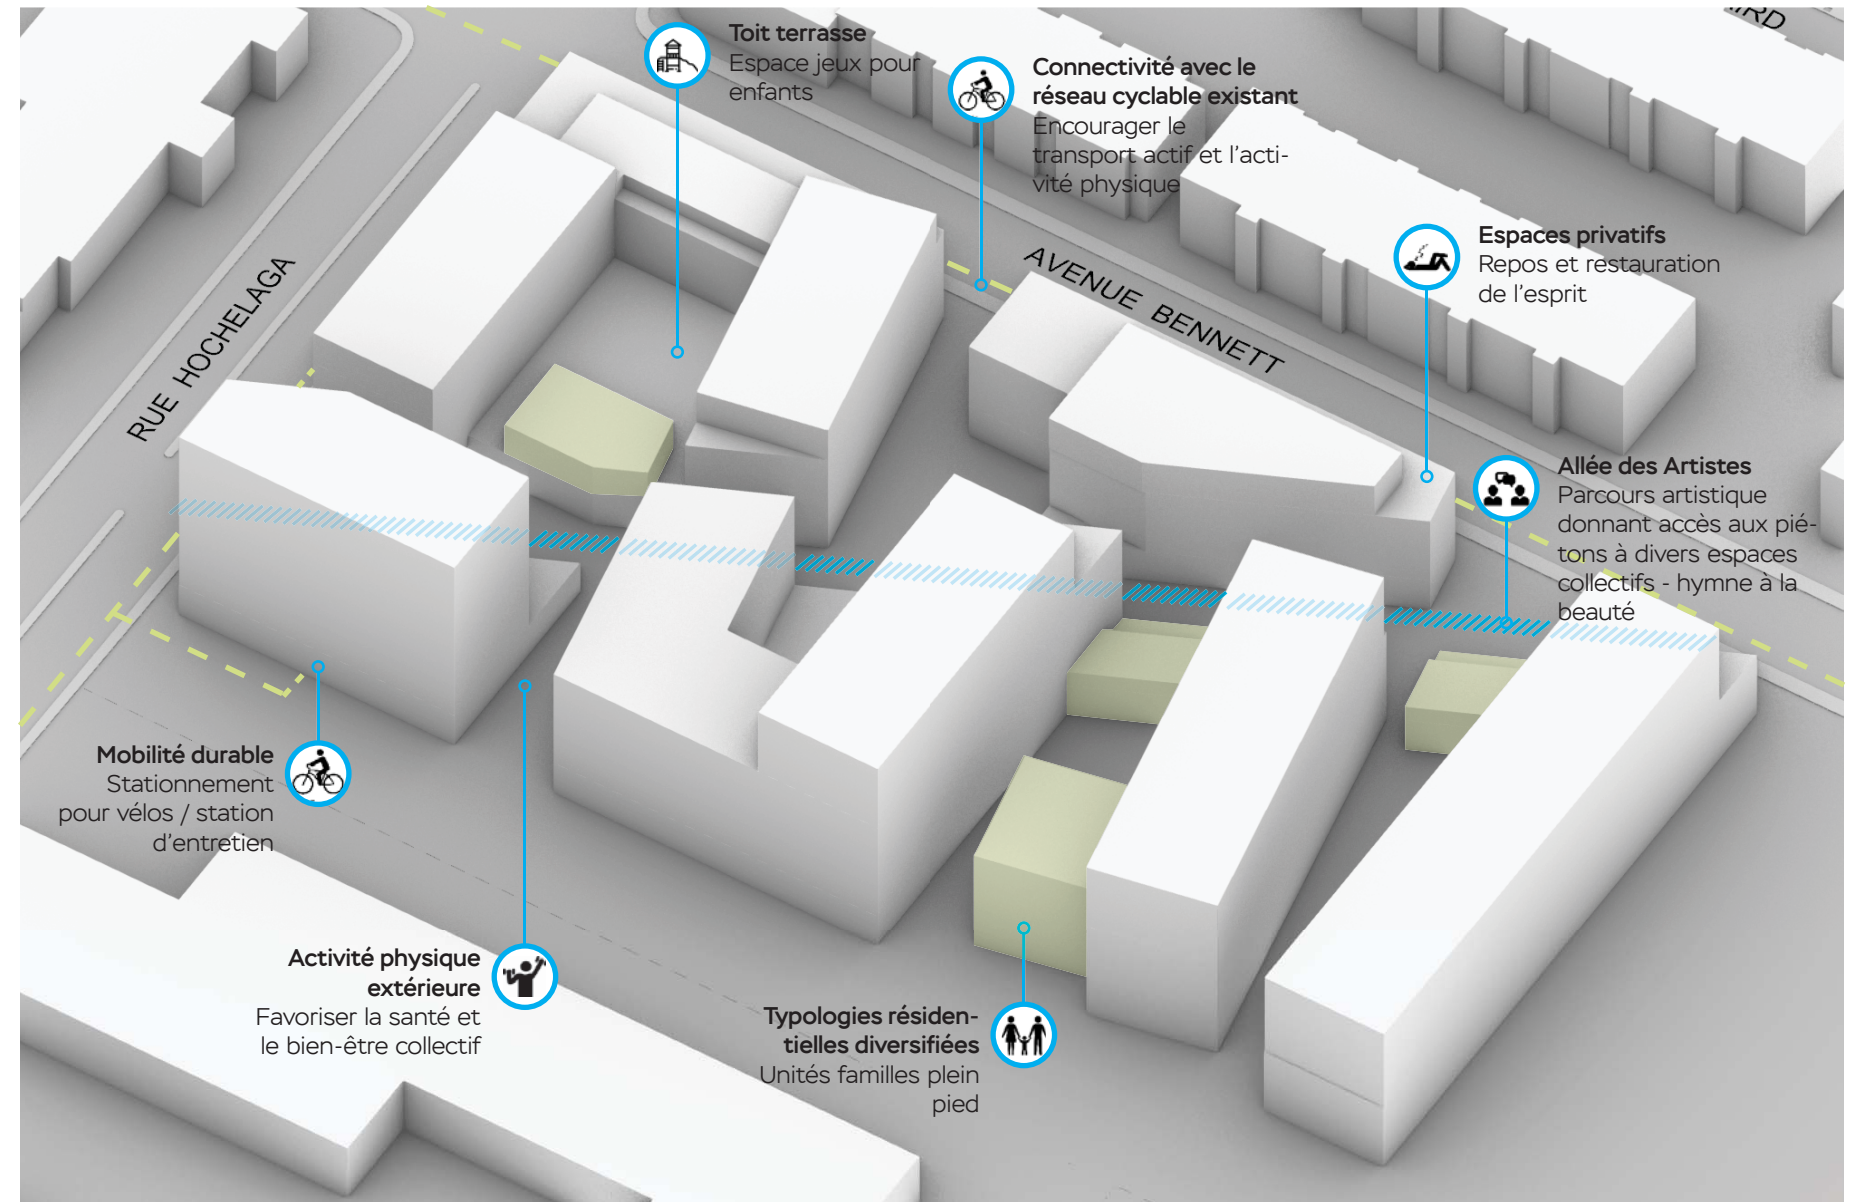 Toit terrasse
Espace jeux pour
enfants
Connectivité avec le
réseau cyclable existant
Encourager le
transport actif et l'acti-
vité physique
Espaces privatifs
Repos et restauration
de l'esprit
RUE HOCHELAGA
AVENUE BENNETT
Allée des Artistes
Parcours artistique
donnant accès aux pié-
tons à divers espaces
collectifs - hymne à la
beauté
Mobilité durable
Stationnement
pour vélos / station
d'entretien
Activité physique
extérieure
Favoriser la santé et
le bien-être collectif
Typologies résiden-
tielles diversifiées
Unités familles plein
pied